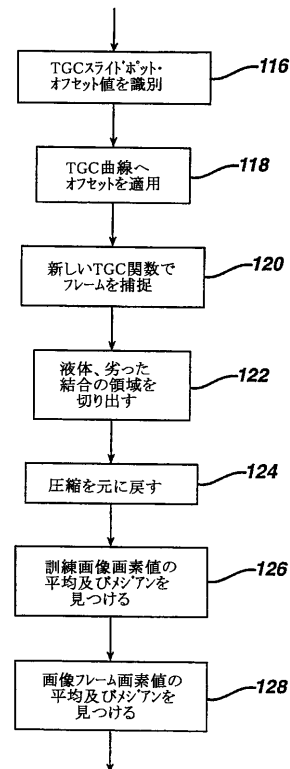 TGCスライドポット・
オフセット値を識別
116
TGC曲線へ
オフセットを適用
118
新しいTGC関数で
フレームを捕捉
120
液体、劣った
結合の領域を
切り出す
122
圧縮を元に戻す
124
訓練画像画素値の
平均及びメジアンを
見つける
126
画像フレーム画素値の
平均及びメジアンを
見つける
128